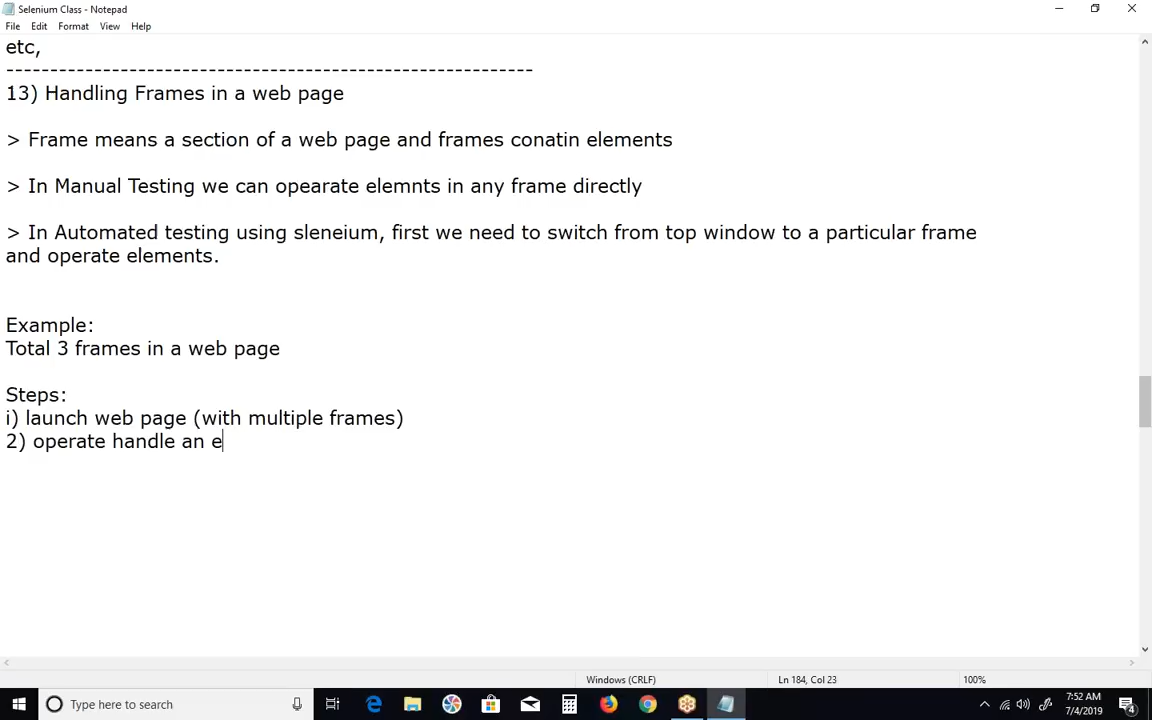 Selenium Class - Notepad
File Edit Format View Help
etc,
------------------------------------------------------------
13) Handling Frames in a web page
> Frame means a section of a web page and frames conatin elements
> In Manual Testing we can opearate elemnts in any frame directly
> In Automated testing using sleneium, first we need to switch from top window to a particular frame
and operate elements.
Example:
Total 3 frames in a web page
Steps:
i) launch web page (with multiple frames)
2) operate handle an e
Windows (CRLF) Ln 184, Col 23 100%
Type here to search
7:52 AM
7/4/2019
4